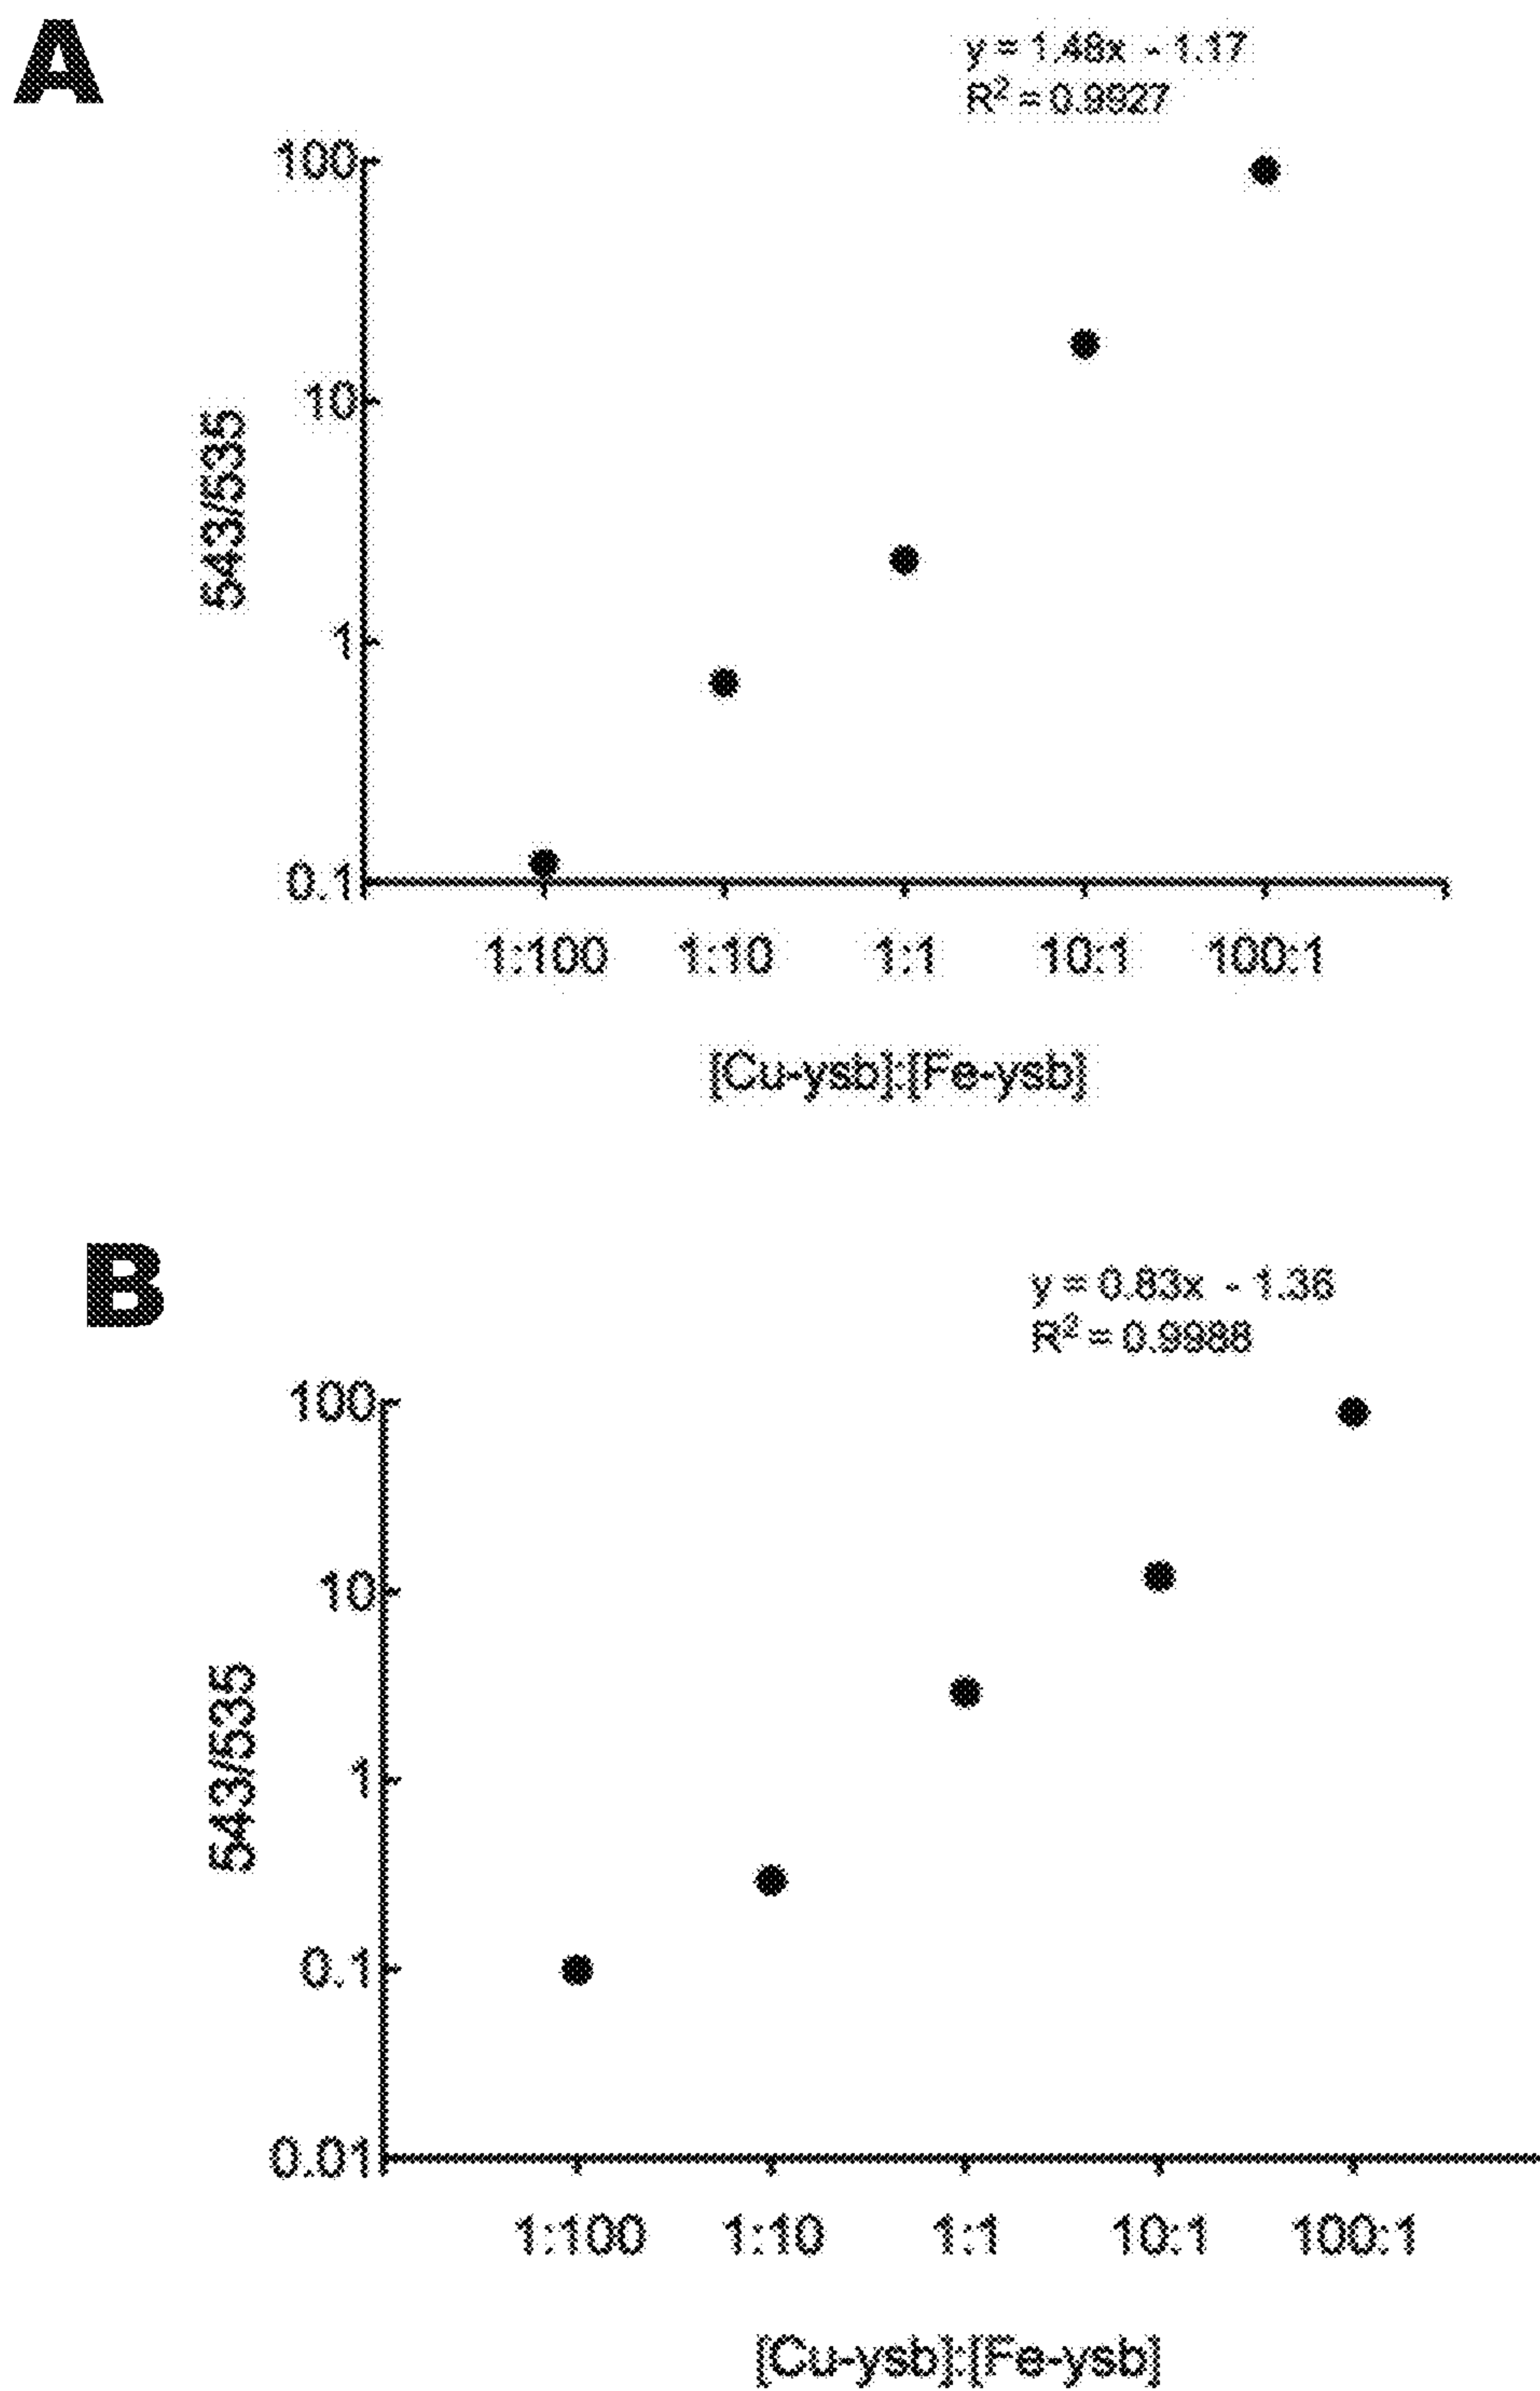 A
y = 1.48x - 1.17
R² = 0.9927
100
10
1
0.1
543/535
1:100 1:10 1:1 10:1 100:1
[Cu-ysb]:[Fe-ysb]
B
y = 0.83x - 1.36
R² = 0.9988
100
10
1
0.1
0.01
543/535
1:100 1:10 1:1 10:1 100:1
[Cu-ysb]:[Fe-ysb]